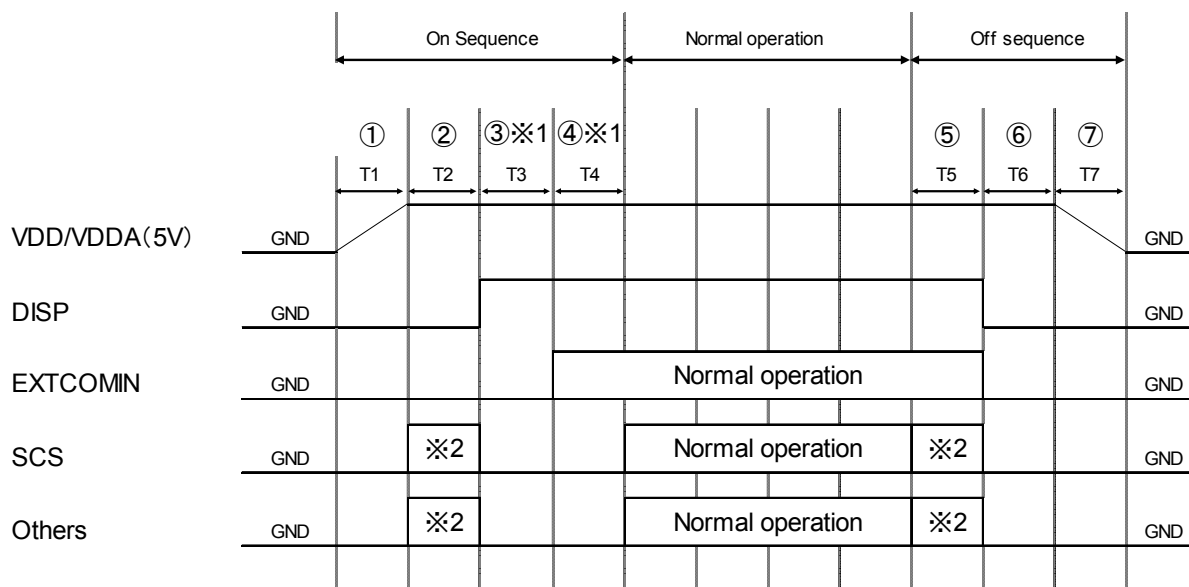 On Sequence Normal operation Off sequence
① ② ③※1 ④※1 ⑤ ⑥ ⑦
T1 T2 T3 T4 T5 T6 T7
VDD/VDDA(5V) GND GND
DISP GND GND
EXTCOMIN GND Normal operation GND
SCS GND ※2 Normal operation ※2 GND
Others GND ※2 Normal operation ※2 GND